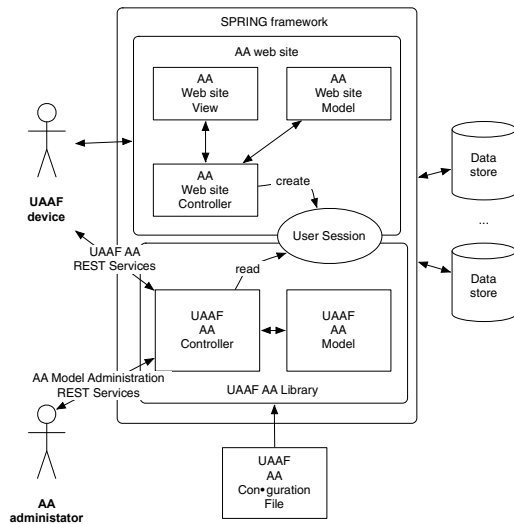 SPRING framework
AA web site
AA
Web site
View
AA
Web site
Model
AA
Web site
Controller
create
User Session
UAAF
device
Data
store
...
Data
store
UAAF AA
REST Services
read
UAAF
AA
Controller
UAAF
AA
Model
AA Model Administration
REST Services
UAAF AA Library
AA
administator
UAAF
AA
Con•guration
File